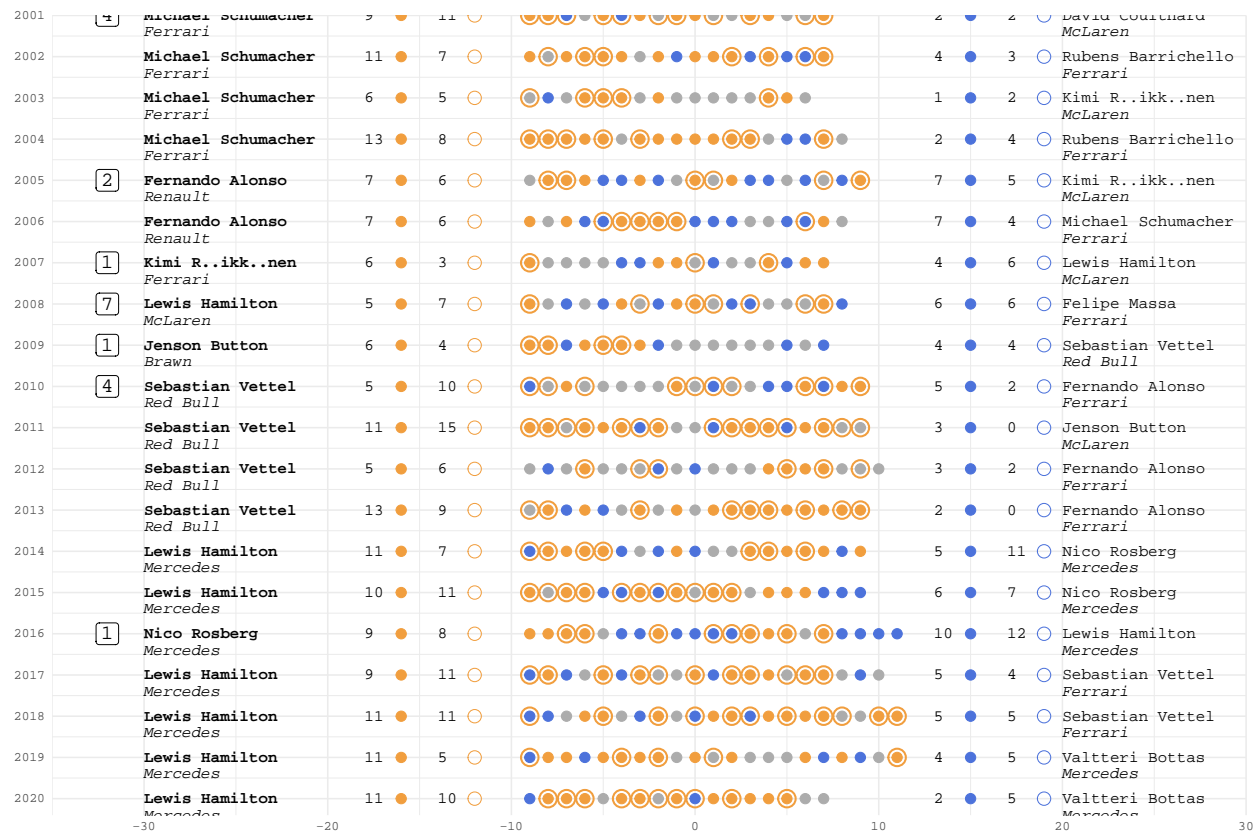 2001 4 Michael Schumacher 9 11 2 2 David Coulthard
Ferrari McLaren
2002 Michael Schumacher 11 7 4 3 Rubens Barrichello
Ferrari Ferrari
2003 Michael Schumacher 6 5 1 2 Kimi R..ikk..nen
Ferrari McLaren
2004 Michael Schumacher 13 8 2 4 Rubens Barrichello
Ferrari Ferrari
2005 2 Fernando Alonso 7 6 7 5 Kimi R..ikk..nen
Renault McLaren
2006 Fernando Alonso 7 6 7 4 Michael Schumacher
Renault Ferrari
2007 1 Kimi R..ikk..nen 6 3 4 6 Lewis Hamilton
Ferrari McLaren
2008 7 Lewis Hamilton 5 7 6 6 Felipe Massa
McLaren Ferrari
2009 1 Jenson Button 6 4 4 4 Sebastian Vettel
Brawn Red Bull
2010 4 Sebastian Vettel 5 10 5 2 Fernando Alonso
Red Bull Ferrari
2011 Sebastian Vettel 11 15 3 0 Jenson Button
Red Bull McLaren
2012 Sebastian Vettel 5 6 3 2 Fernando Alonso
Red Bull Ferrari
2013 Sebastian Vettel 13 9 2 0 Fernando Alonso
Red Bull Ferrari
2014 Lewis Hamilton 11 7 5 11 Nico Rosberg
Mercedes Mercedes
2015 Lewis Hamilton 10 11 6 7 Nico Rosberg
Mercedes Mercedes
2016 1 Nico Rosberg 9 8 10 12 Lewis Hamilton
Mercedes Mercedes
2017 Lewis Hamilton 9 11 5 4 Sebastian Vettel
Mercedes Ferrari
2018 Lewis Hamilton 11 11 5 5 Sebastian Vettel
Mercedes Ferrari
2019 Lewis Hamilton 11 5 4 5 Valtteri Bottas
Mercedes Mercedes
2020 Lewis Hamilton 11 10 2 5 Valtteri Bottas
Mercedes Mercedes
-30 -20 -10 0 10 20 30